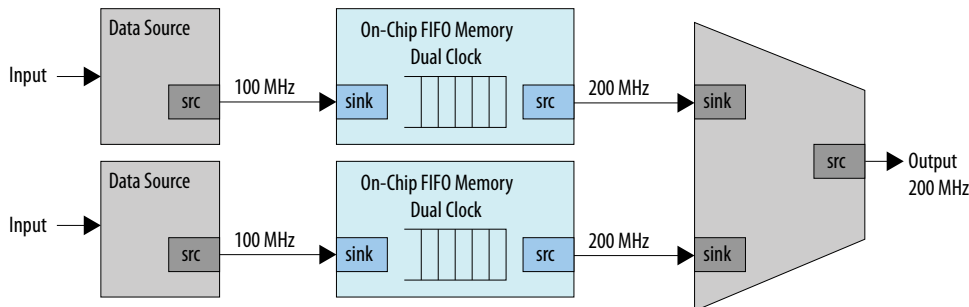 Data Source
Input
src
100 MHz
On-Chip FIFO Memory
Dual Clock
sink
src
200 MHz
sink
Data Source
Input
src
100 MHz
On-Chip FIFO Memory
Dual Clock
sink
src
200 MHz
sink
src
Output
200 MHz